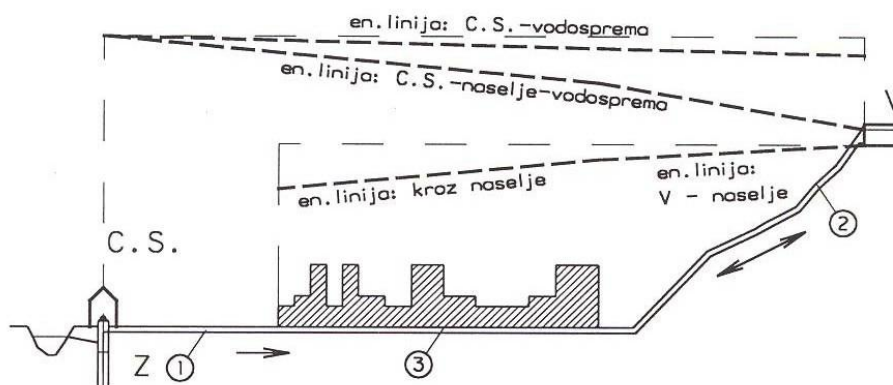 en.linija: C.S.-vodosprema
en.linija: C.S.-naselje-vodosprema
V
en.linija: kroz naselje
en.linija:
V - naselje
2
C.S.
Z
1
3